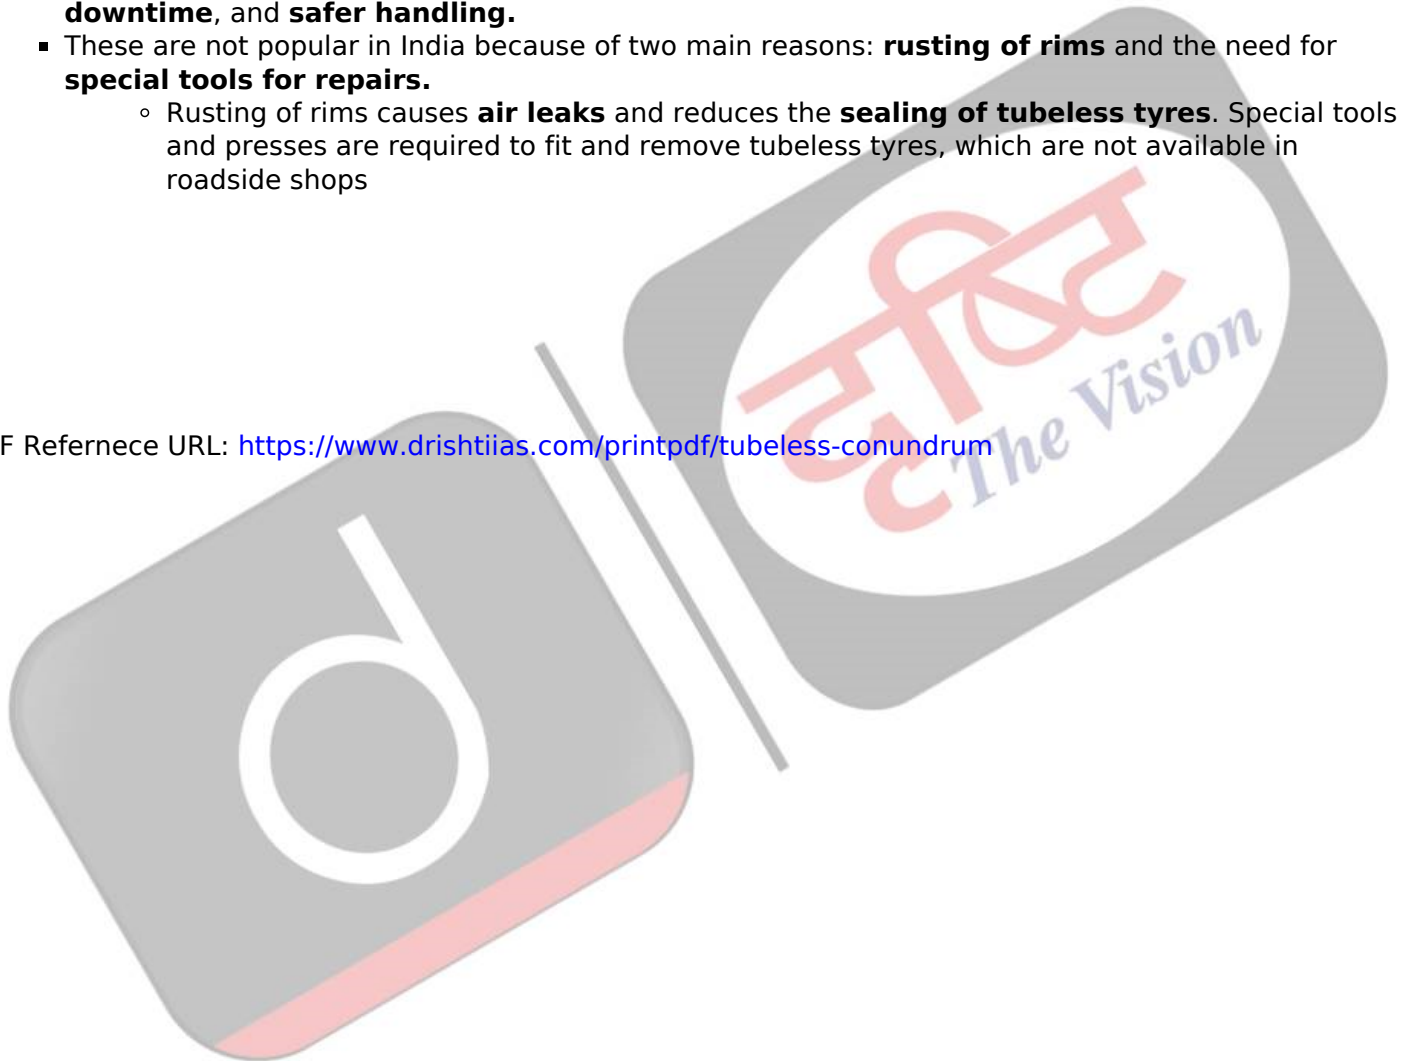 downtime, and safer handling.
▪ These are not popular in India because of two main reasons: rusting of rims and the need for
special tools for repairs.
◦ Rusting of rims causes air leaks and reduces the sealing of tubeless tyres. Special tools
and presses are required to fit and remove tubeless tyres, which are not available in
roadside shops
दृष्टि
The Vision
F Refernece URL: https://www.drishtiias.com/printpdf/tubeless-conundrum
d